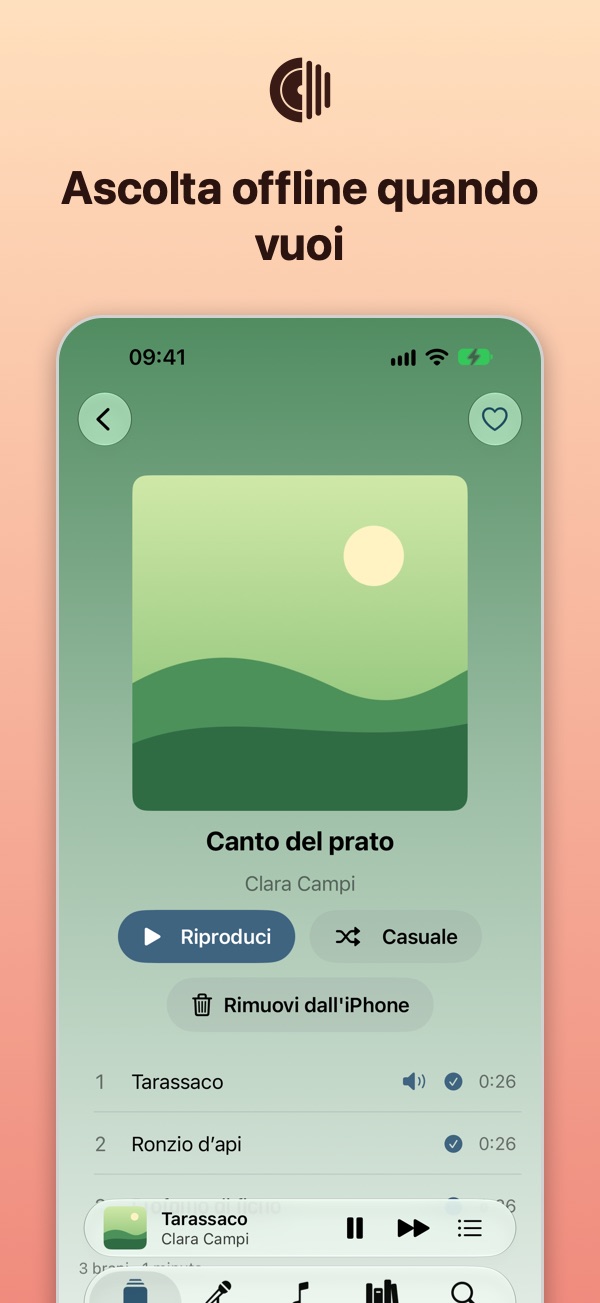 Ascolta offline quando
vuoi
09:41
Canto del prato
Clara Campi
Riproduci
Casuale
Rimuovi dall'iPhone
1 Tarassaco 0:26
2 Ronzio d’api 0:26
Tarassaco
Clara Campi